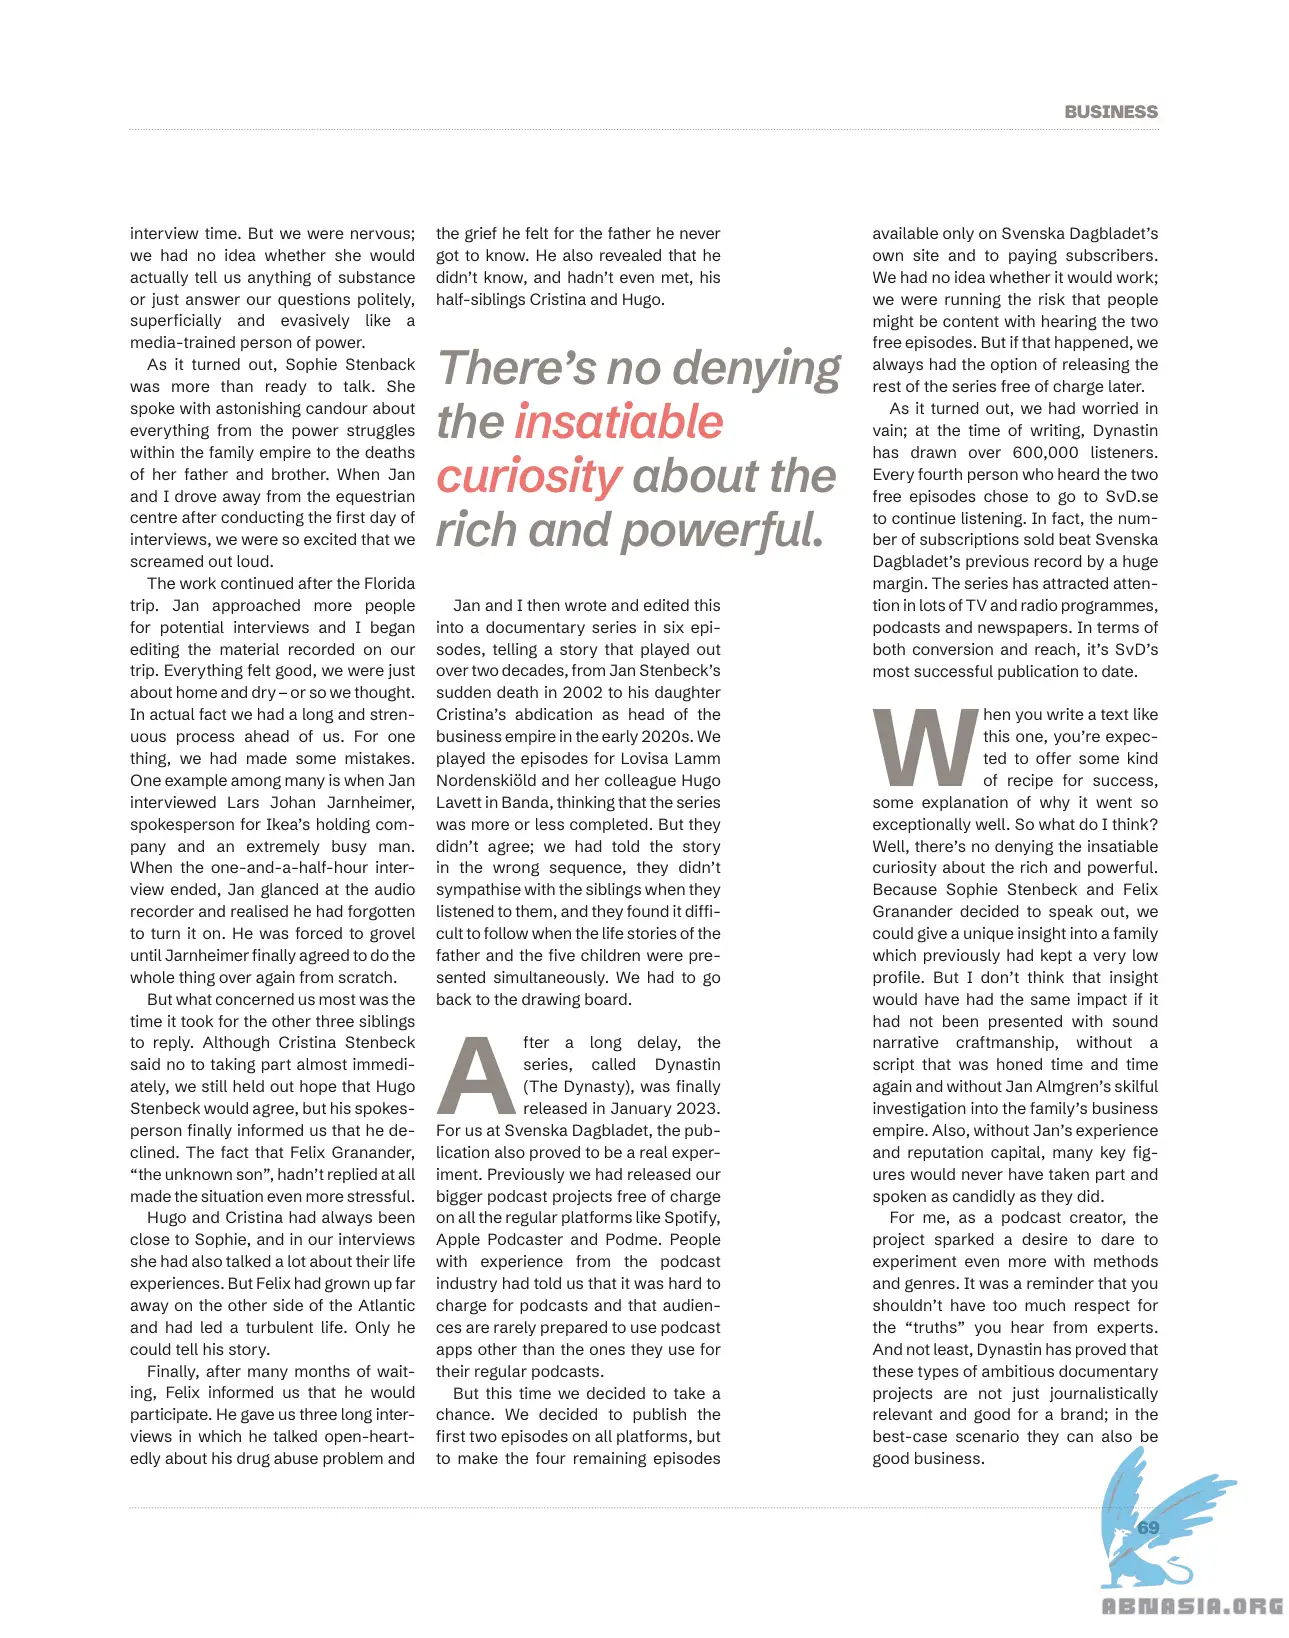 BUSINESS
interview time. But we were nervous;
we had no idea whether she would
actually tell us anything of substance
or just answer our questions politely,
superficially and evasively like a
media-trained person of power.
As it turned out, Sophie Stenback
was more than ready to talk. She
spoke with astonishing candour about
everything from the power struggles
within the family empire to the deaths
of her father and brother. When Jan
and I drove away from the equestrian
centre after conducting the first day of
interviews, we were so excited that we
screamed out loud.
The work continued after the Florida
trip. Jan approached more people
for potential interviews and I began
editing the material recorded on our
trip. Everything felt good, we were just
about home and dry – or so we thought.
In actual fact we had a long and stren-
uous process ahead of us. For one
thing, we had made some mistakes.
One example among many is when Jan
interviewed Lars Johan Jarnheimer,
spokesperson for Ikea’s holding com-
pany and an extremely busy man.
When the one-and-a-half-hour inter-
view ended, Jan glanced at the audio
recorder and realised he had forgotten
to turn it on. He was forced to grovel
until Jarnheimer finally agreed to do the
whole thing over again from scratch.
But what concerned us most was the
time it took for the other three siblings
to reply. Although Cristina Stenbeck
said no to taking part almost immedi-
ately, we still held out hope that Hugo
Stenbeck would agree, but his spokes-
person finally informed us that he de-
clined. The fact that Felix Granander,
“the unknown son”, hadn’t replied at all
made the situation even more stressful.
Hugo and Cristina had always been
close to Sophie, and in our interviews
she had also talked a lot about their life
experiences. But Felix had grown up far
away on the other side of the Atlantic
and had led a turbulent life. Only he
could tell his story.
Finally, after many months of wait-
ing, Felix informed us that he would
participate. He gave us three long inter-
views in which he talked open-heart-
edly about his drug abuse problem and
the grief he felt for the father he never
got to know. He also revealed that he
didn’t know, and hadn’t even met, his
half-siblings Cristina and Hugo.
There’s no denying
the insatiable
curiosity about the
rich and powerful.
Jan and I then wrote and edited this
into a documentary series in six epi-
sodes, telling a story that played out
over two decades, from Jan Stenbeck’s
sudden death in 2002 to his daughter
Cristina’s abdication as head of the
business empire in the early 2020s. We
played the episodes for Lovisa Lamm
Nordenskiöld and her colleague Hugo
Lavett in Banda, thinking that the series
was more or less completed. But they
didn’t agree; we had told the story
in the wrong sequence, they didn’t
sympathise with the siblings when they
listened to them, and they found it diffi-
cult to follow when the life stories of the
father and the five children were pre-
sented simultaneously. We had to go
back to the drawing board.
After a long delay, the
series, called Dynastin
(The Dynasty), was finally
released in January 2023.
For us at Svenska Dagbladet, the pub-
lication also proved to be a real exper-
iment. Previously we had released our
bigger podcast projects free of charge
on all the regular platforms like Spotify,
Apple Podcaster and Podme. People
with experience from the podcast
industry had told us that it was hard to
charge for podcasts and that audien-
ces are rarely prepared to use podcast
apps other than the ones they use for
their regular podcasts.
But this time we decided to take a
chance. We decided to publish the
first two episodes on all platforms, but
to make the four remaining episodes
available only on Svenska Dagbladet’s
own site and to paying subscribers.
We had no idea whether it would work;
we were running the risk that people
might be content with hearing the two
free episodes. But if that happened, we
always had the option of releasing the
rest of the series free of charge later.
As it turned out, we had worried in
vain; at the time of writing, Dynastin
has drawn over 600,000 listeners.
Every fourth person who heard the two
free episodes chose to go to SvD.se
to continue listening. In fact, the num-
ber of subscriptions sold beat Svenska
Dagbladet’s previous record by a huge
margin. The series has attracted atten-
tion in lots of TV and radio programmes,
podcasts and newspapers. In terms of
both conversion and reach, it’s SvD’s
most successful publication to date.
When you write a text like
this one, you’re expec-
ted to offer some kind
of recipe for success,
some explanation of why it went so
exceptionally well. So what do I think?
Well, there’s no denying the insatiable
curiosity about the rich and powerful.
Because Sophie Stenbeck and Felix
Granander decided to speak out, we
could give a unique insight into a family
which previously had kept a very low
profile. But I don’t think that insight
would have had the same impact if it
had not been presented with sound
narrative craftmanship, without a
script that was honed time and time
again and without Jan Almgren’s skilful
investigation into the family’s business
empire. Also, without Jan’s experience
and reputation capital, many key fig-
ures would never have taken part and
spoken as candidly as they did.
For me, as a podcast creator, the
project sparked a desire to dare to
experiment even more with methods
and genres. It was a reminder that you
shouldn’t have too much respect for
the “truths” you hear from experts.
And not least, Dynastin has proved that
these types of ambitious documentary
projects are not just journalistically
relevant and good for a brand; in the
best-case scenario they can also be
good business.
69
ABNASIA.ORG